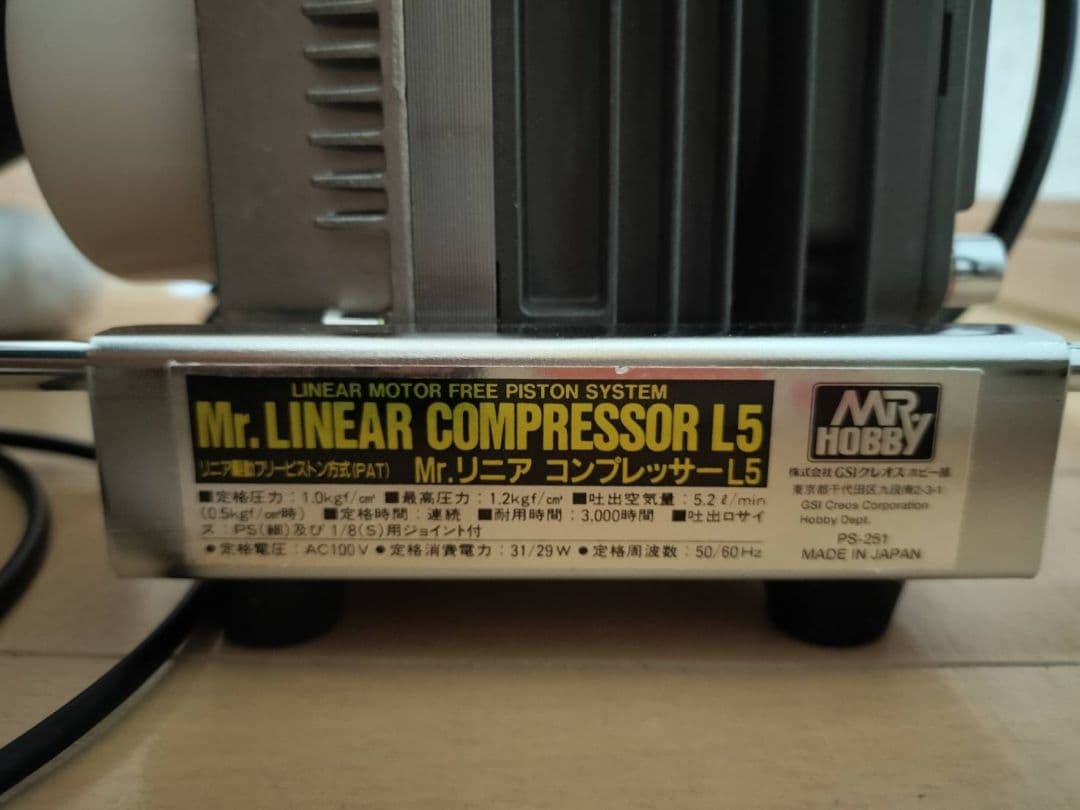 LINEAR MOTOR FREE PISTON SYSTEM
Mr.LINEAR COMPRESSOR L5
リニア駆動フリーピストン方式(PAT) Mr.リニア コンプレッサーL5
■定格圧力:1.0kgf/c㎡ ■最高圧力:1.2kgf/c㎡ ■吐出空気量:5.2ℓ/min
(0.5kgf/c㎡時) ■定格時間:連続 ■耐用時間:3,000時間 ■吐出口サイ
ズ PS(細)及び1/8(S)用ジョイント付
●定格電圧:AC100V ●定格消費電力:31/29W ●定格周波数:50/60Hz
MR.
HOBBY
株式会社 GSIクレオス ホビー部
東京都千代田区九段南2-3-1
GSI Creos Corporation
Hobby Dept.
PS-251
MADE IN JAPAN